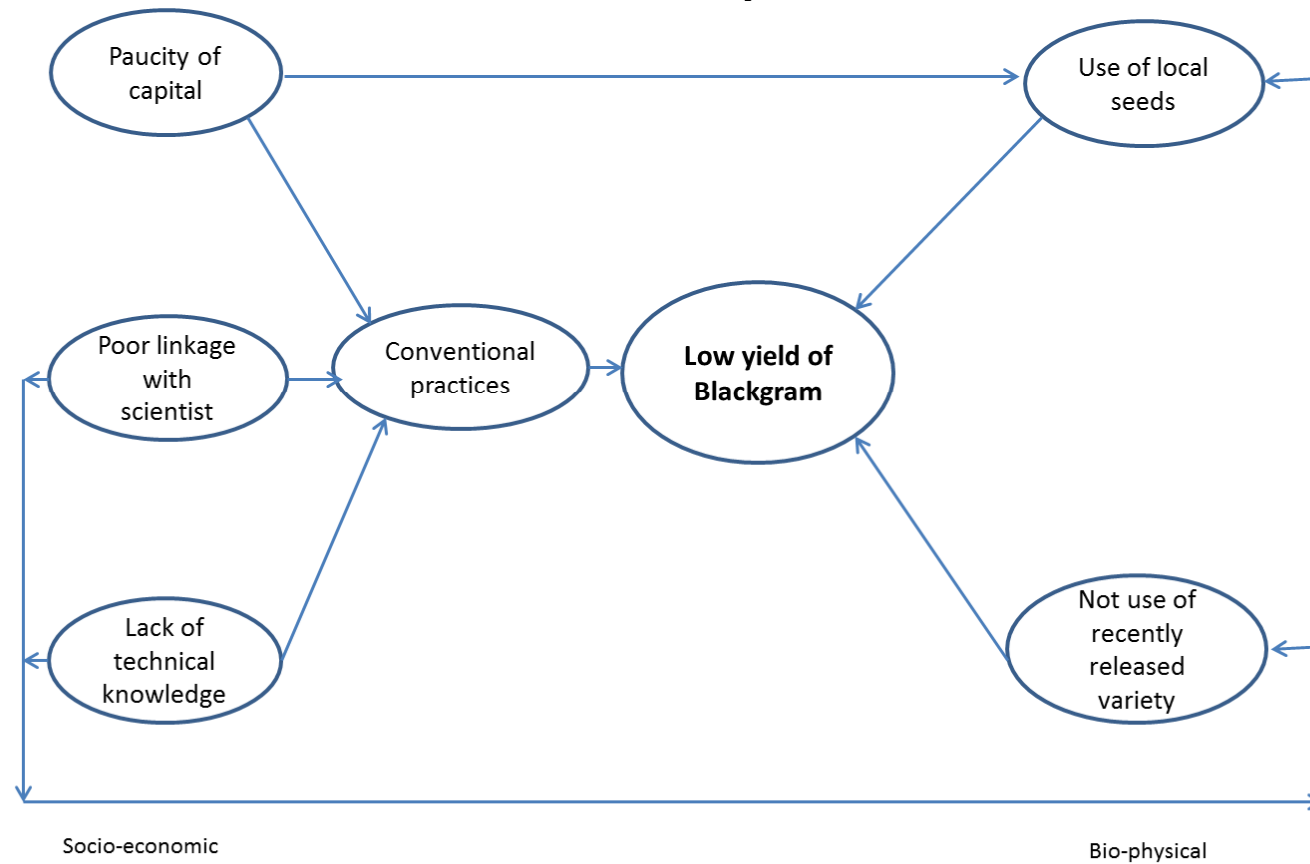 Paucity of
capital
Use of local
seeds
Poor linkage
with
scientist
Conventional
practices
Low yield of
Blackgram
Lack of
technical
knowledge
Not use of
recently
released
variety
Socio-economic
Bio-physical